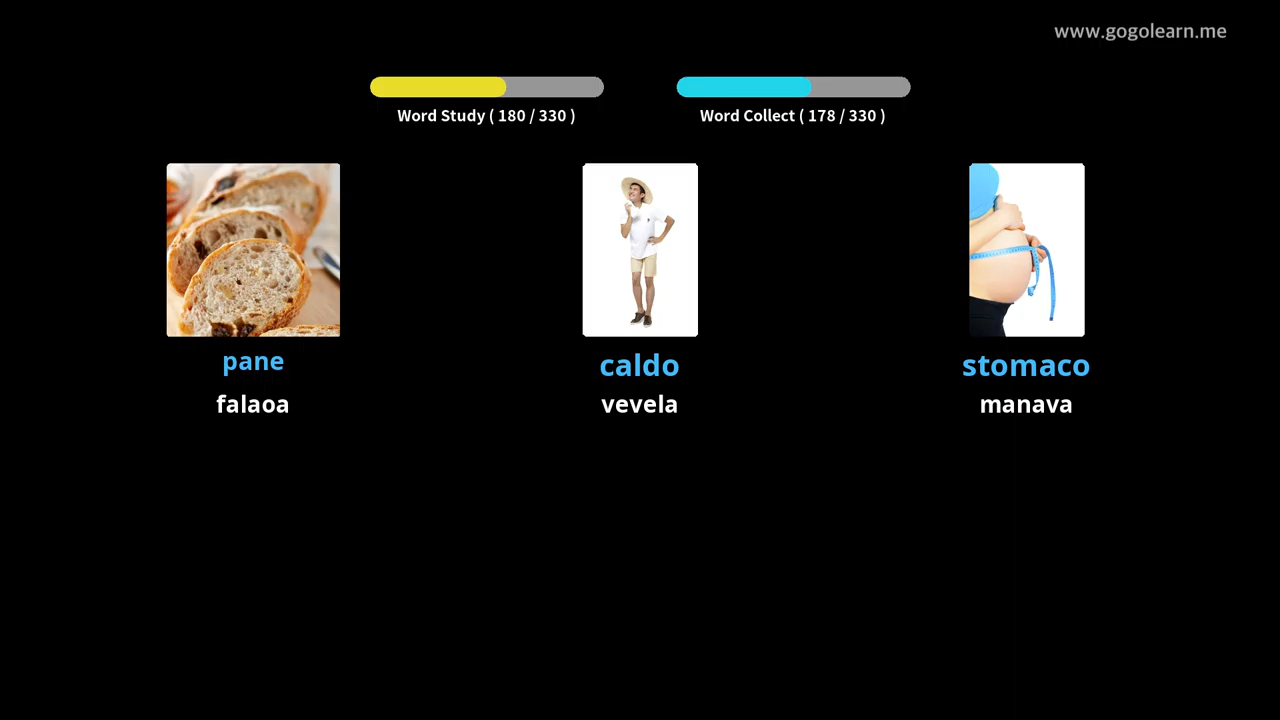 www.gogolearn.me
Word Study ( 180 / 330 )
Word Collect ( 178 / 330 )
pane
caldo
stomaco
falaoa
vevela
manava